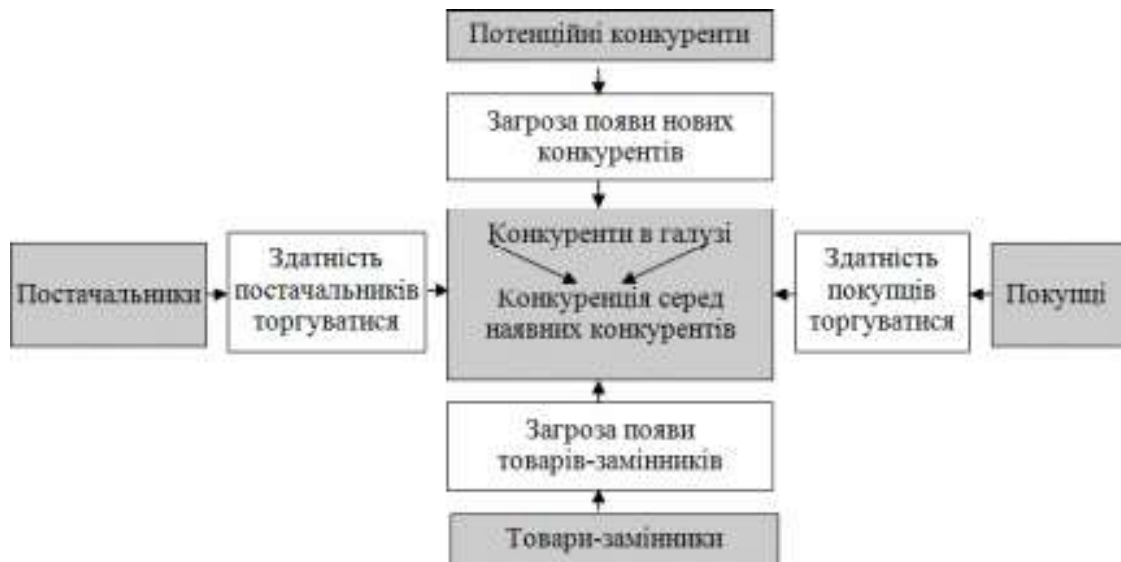 Потенційні конкуренти
Загроза появи нових
конкурентів
Конкуренти в галузі
Конкуренція серед
наявних конкурентів
Постачальники
Здатність
постачальників
торгуватися
Здатність
покупців
торгуватися
Покупці
Загроза появи
товарів-замінників
Товари-замінники